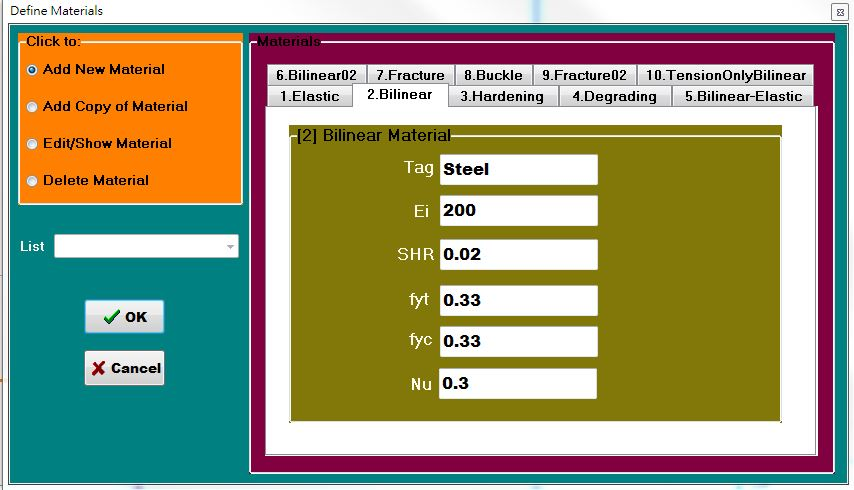 Define Materials
Click to:
Add New Material
Add Copy of Material
Edit/Show Material
Delete Material
List
OK
Cancel
Materials
6.Bilinear02 7.Fracture 8.Buckle 9.Fracture02 10.TensionOnlyBilinear
1.Elastic 2.Bilinear 3.Hardening 4.Degrading 5.Bilinear-Elastic
[2] Bilinear Material
Tag Steel
Ei 200
SHR 0.02
fyt 0.33
fyc 0.33
Nu 0.3